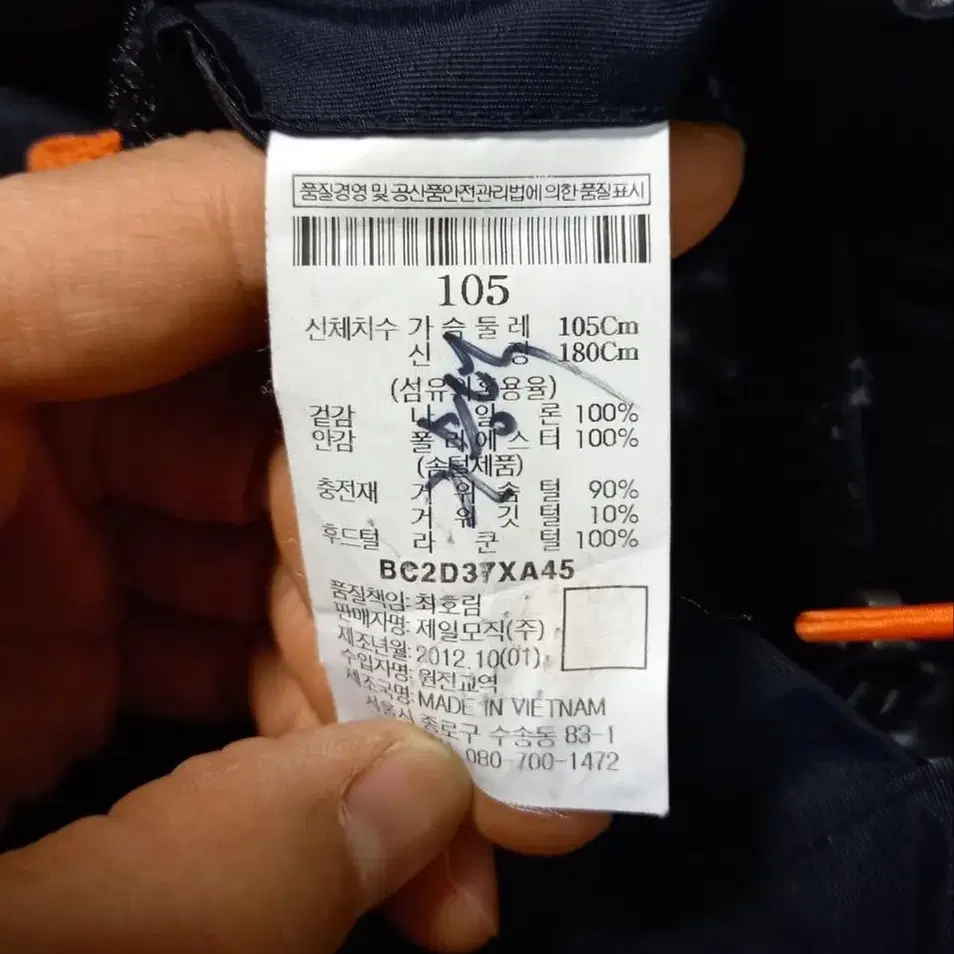 품질경영 및 공산품안전관리법에 의한 품질표시
105
신체치수 가 슴 둘 레 105Cm
신 장 180Cm
(섬유의혼용율)
겉감 나 일 론 100%
안감 폴 리 에 스 터 100%
(솜털제품)
충전재 거 위 솜 털 90%
거 위 깃 털 10%
후드털 라 쿤 털 100%
BC2D37XA45
품질책임: 최호림
판매자명: 제일모직(주)
제조년월: 2012.10(01)
수입자명: 원전교역
제조국명: MADE IN VIETNAM
서울시 종로구 수송동 83-1
080-700-1472